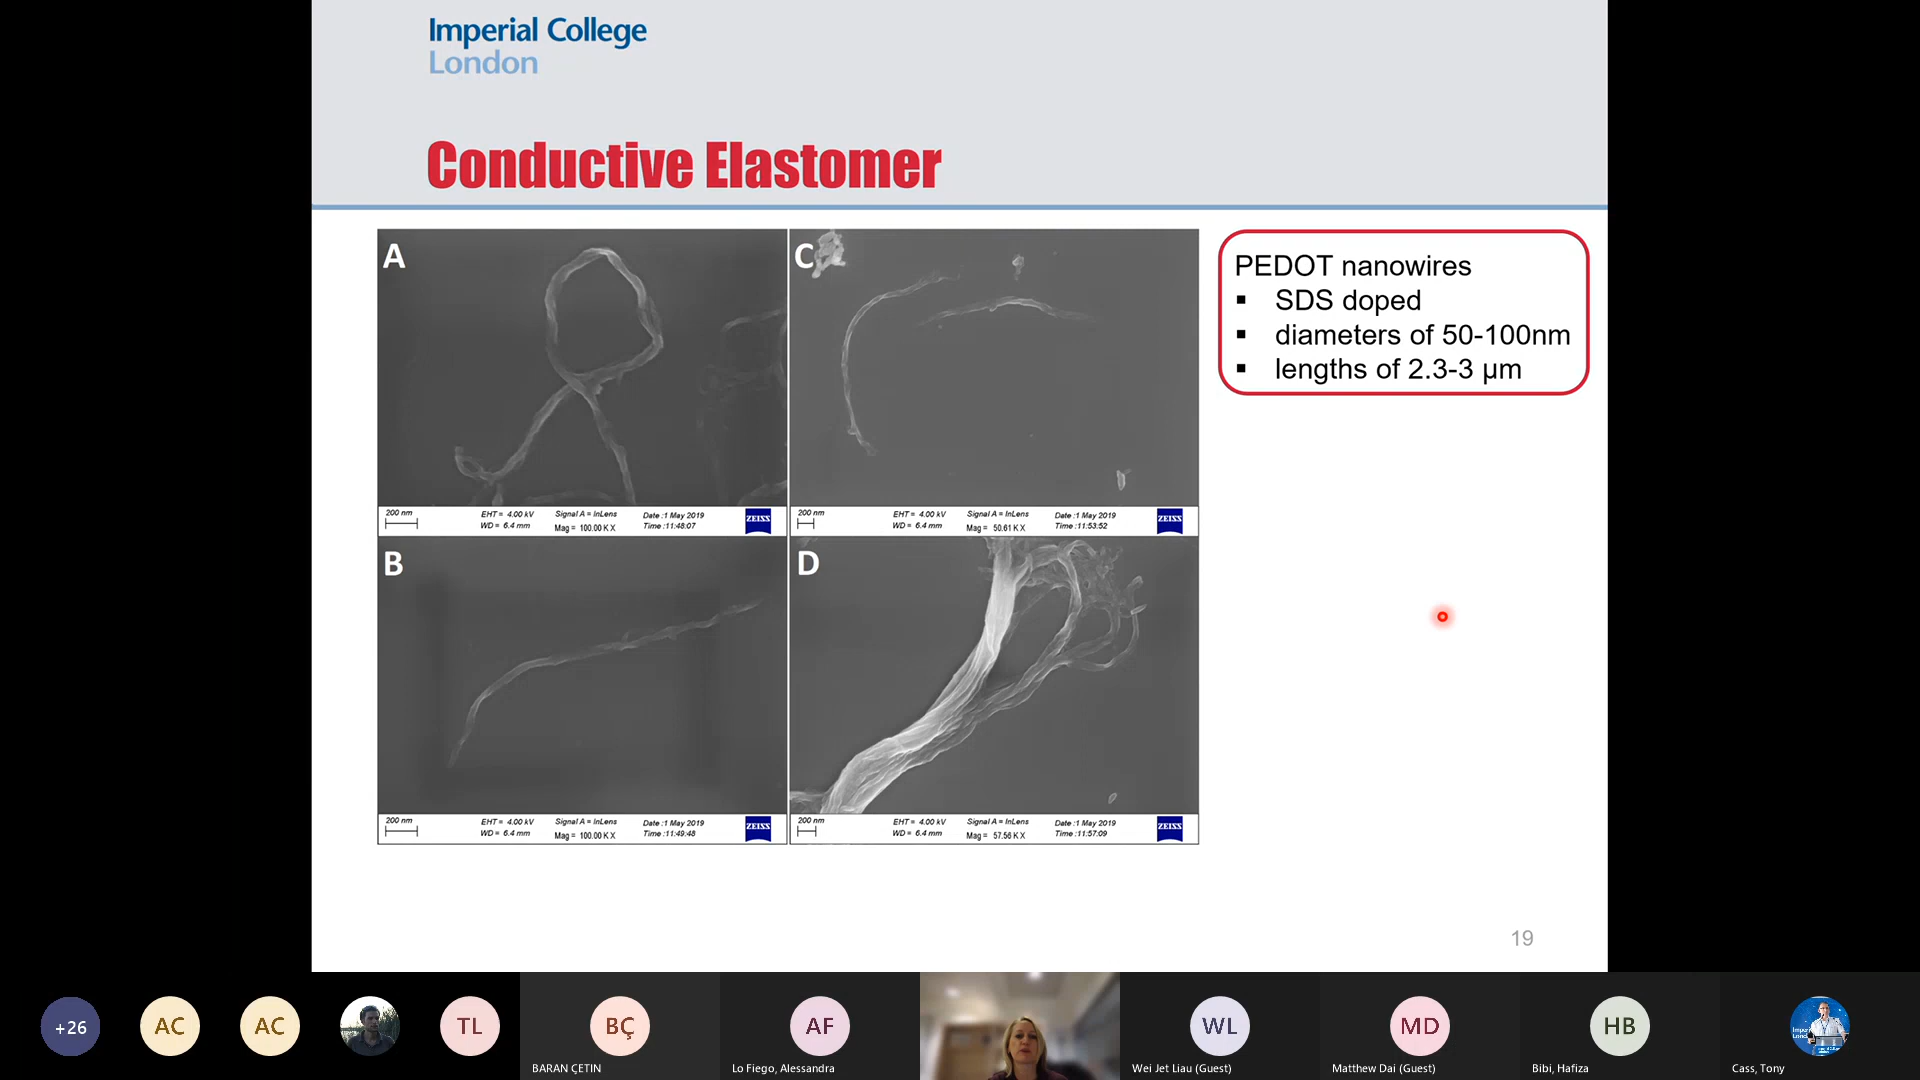 Imperial College
London
Conductive Elastomer
A
C
PEDOT nanowires
▪ SDS doped
▪ diameters of 50-100nm
▪ lengths of 2.3-3 µm
200 nm
EHT = 4.00 kV
WD = 6.4 mm
Signal A = InLens
Mag = 100.00 K X
Date :1 May 2019
Time :11:48:07
ZEISS
200 nm
EHT = 4.00 kV
WD = 6.4 mm
Signal A = InLens
Mag = 50.61 K X
Date :1 May 2019
Time :11:53:52
ZEISS
B
D
200 nm
EHT = 4.00 kV
WD = 6.4 mm
Signal A = InLens
Mag = 100.00 K X
Date :1 May 2019
Time :11:49:48
ZEISS
200 nm
EHT = 4.00 kV
WD = 6.4 mm
Signal A = InLens
Mag = 57.56 K X
Date :1 May 2019
Time :11:57:09
ZEISS
19
+26
AC
AC
TL
BÇ
BARAN ÇETIN
AF
Lo Fiego, Alessandra
WL
Wei Jet Liau (Guest)
MD
Matthew Dai (Guest)
HB
Bibi, Hafiza
Cass, Tony